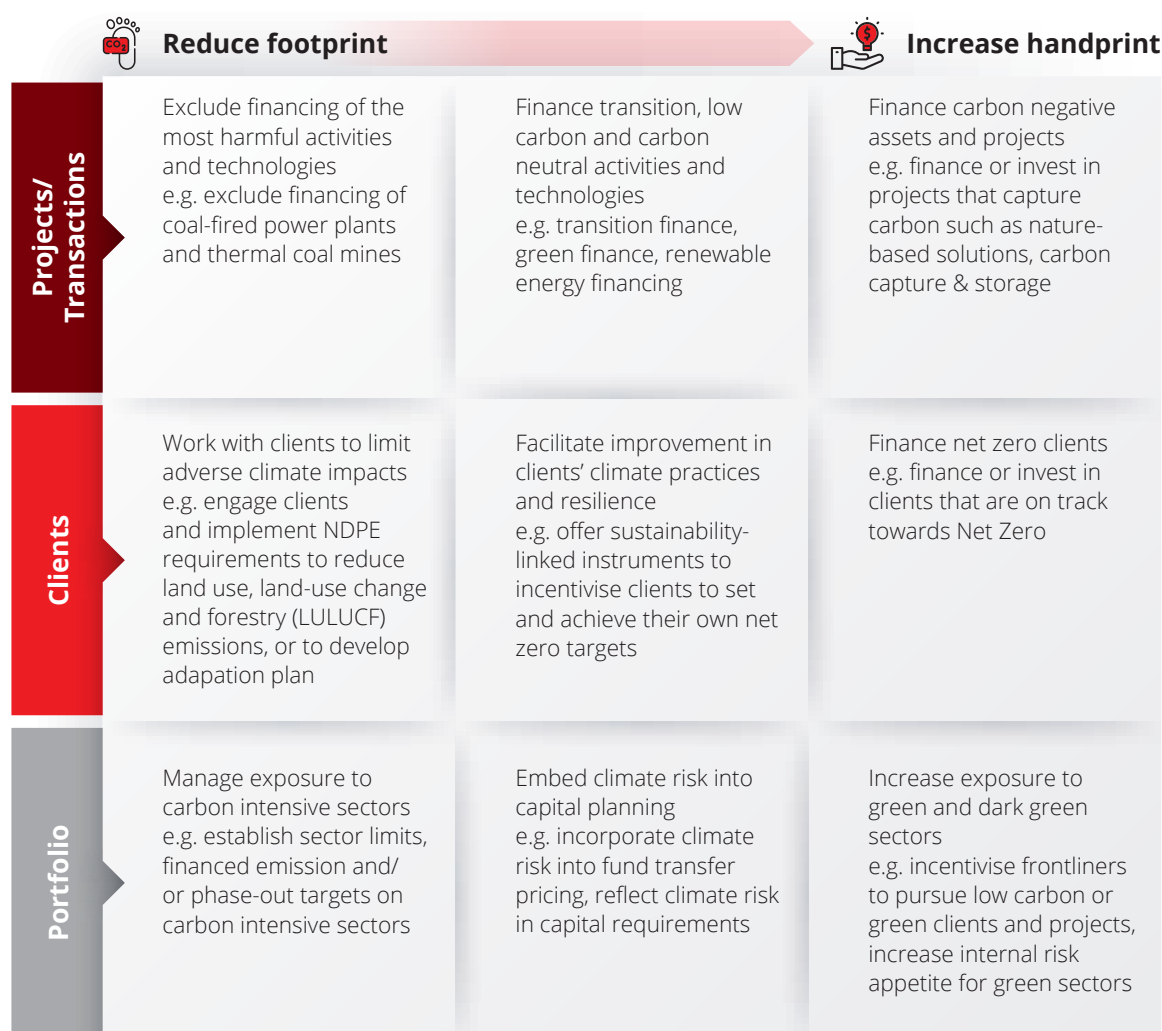 CO2
Reduce footprint
$
Increase handprint
Projects/
Transactions
Exclude financing of the
most harmful activities
and technologies
e.g. exclude financing of
coal-fired power plants
and thermal coal mines
Finance transition, low
carbon and carbon
neutral activities and
technologies
e.g. transition finance,
green finance, renewable
energy financing
Finance carbon negative
assets and projects
e.g. finance or invest in
projects that capture
carbon such as nature-
based solutions, carbon
capture & storage
Clients
Work with clients to limit
adverse climate impacts
e.g. engage clients
and implement NDPE
requirements to reduce
land use, land-use change
and forestry (LULUCF)
emissions, or to develop
adapation plan
Facilitate improvement in
clients’ climate practices
and resilience
e.g. offer sustainability-
linked instruments to
incentivise clients to set
and achieve their own net
zero targets
Finance net zero clients
e.g. finance or invest in
clients that are on track
towards Net Zero
Portfolio
Manage exposure to
carbon intensive sectors
e.g. establish sector limits,
financed emission and/
or phase-out targets on
carbon intensive sectors
Embed climate risk into
capital planning
e.g. incorporate climate
risk into fund transfer
pricing, reflect climate risk
in capital requirements
Increase exposure to
green and dark green
sectors
e.g. incentivise frontliners
to pursue low carbon or
green clients and projects,
increase internal risk
appetite for green sectors